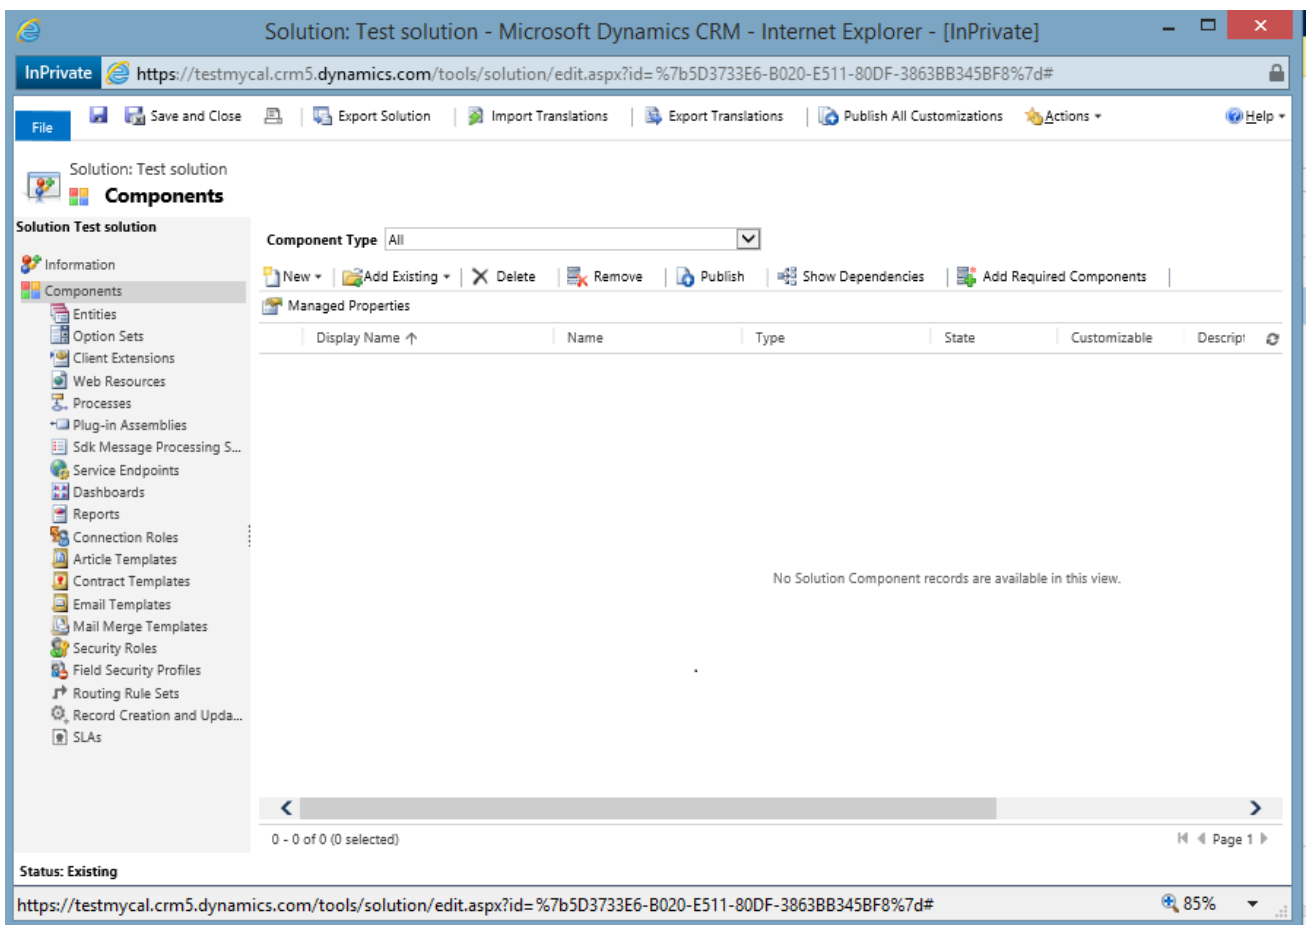 Solution: Test solution - Microsoft Dynamics CRM - Internet Explorer - [InPrivate]
InPrivate https://testmycal.crm5.dynamics.com/tools/solution/edit.aspx?id=%7b5D3733E6-B020-E511-80DF-3863BB345BF8%7d#
File Save and Close Export Solution Import Translations Export Translations Publish All Customizations Actions Help
Solution: Test solution
Components
Solution Test solution
Component Type All
Information
New Add Existing Delete Remove Publish Show Dependencies Add Required Components
Components
Managed Properties
Entities
Display Name Name Type State Customizable Descript
Option Sets
Client Extensions
Web Resources
Processes
Plug-in Assemblies
Sdk Message Processing S...
Service Endpoints
Dashboards
Reports
Connection Roles
Article Templates
Contract Templates
No Solution Component records are available in this view.
Email Templates
Mail Merge Templates
Security Roles
Field Security Profiles
Routing Rule Sets
Record Creation and Upda...
SLAs
0 - 0 of 0 (0 selected) Page 1
Status: Existing
https://testmycal.crm5.dynamics.com/tools/solution/edit.aspx?id=%7b5D3733E6-B020-E511-80DF-3863BB345BF8%7d# 85%